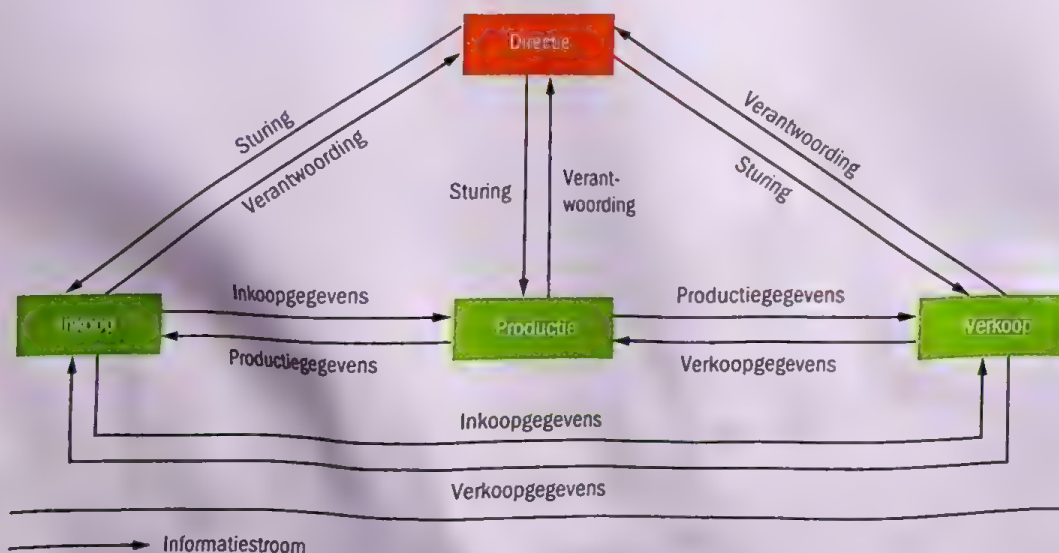 Directie
Sturing
Verantwoording
Sturing
Verant-
woording
Verantwoording
Sturing
Inkoop
Inkoopgegevens
Productiegegevens
Productie
Productiegegevens
Verkoopgegevens
Verkoop
Inkoopgegevens
Verkoopgegevens
Informatiestroom